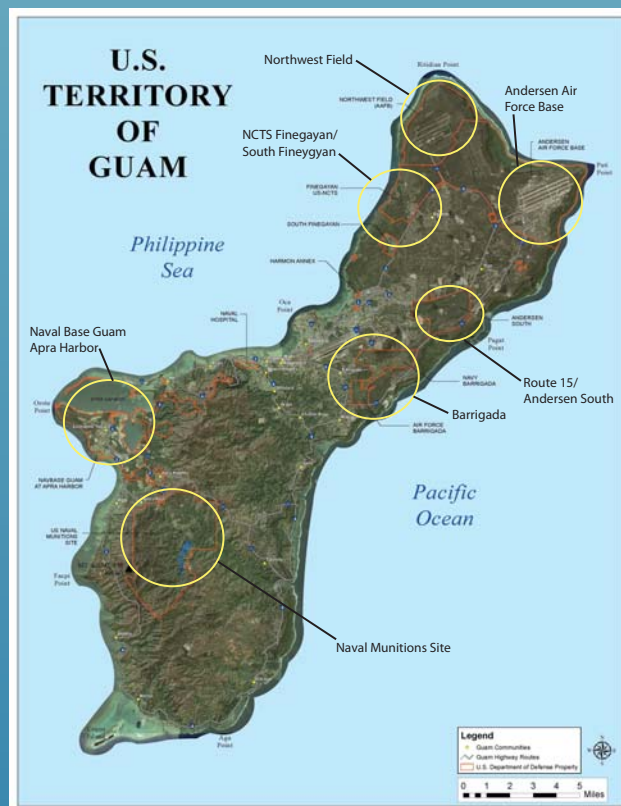 U.S.
TERRITORY
OF
GUAM
Northwest Field
Ritidian Point
Andersen Air
Force Base
NORTHWEST FIELD
(AAFB)
NCTS Finegayan/
South Fineygyan
ANDERSEN
AIR FORCE BASE
Pati
Point
FINEGAYAN
US-NCTS
SOUTH FINEGAYAN
Philippine
Sea
HARMON ANNEX
Oca
Point
NAVAL
HOSPITAL
ANDERSEN
SOUTH
Pagat
Point
Naval Base Guam
Apra Harbor
Route 15/
Andersen South
Orote
Point
NAVY
BARRIGADA
Barrigada
AIR FORCE
BARRIGADA
NAVBASE GUAM
AT APRA HARBOR
Pacific
Ocean
US NAVAL
MUNITIONS
SITE
Facpi
Point
Naval Munitions Site
Aga
Point
Legend
Guam Communities
Guam Highway Routes
U.S. Department of Defense Property
0 1 2 3 4 5
Miles